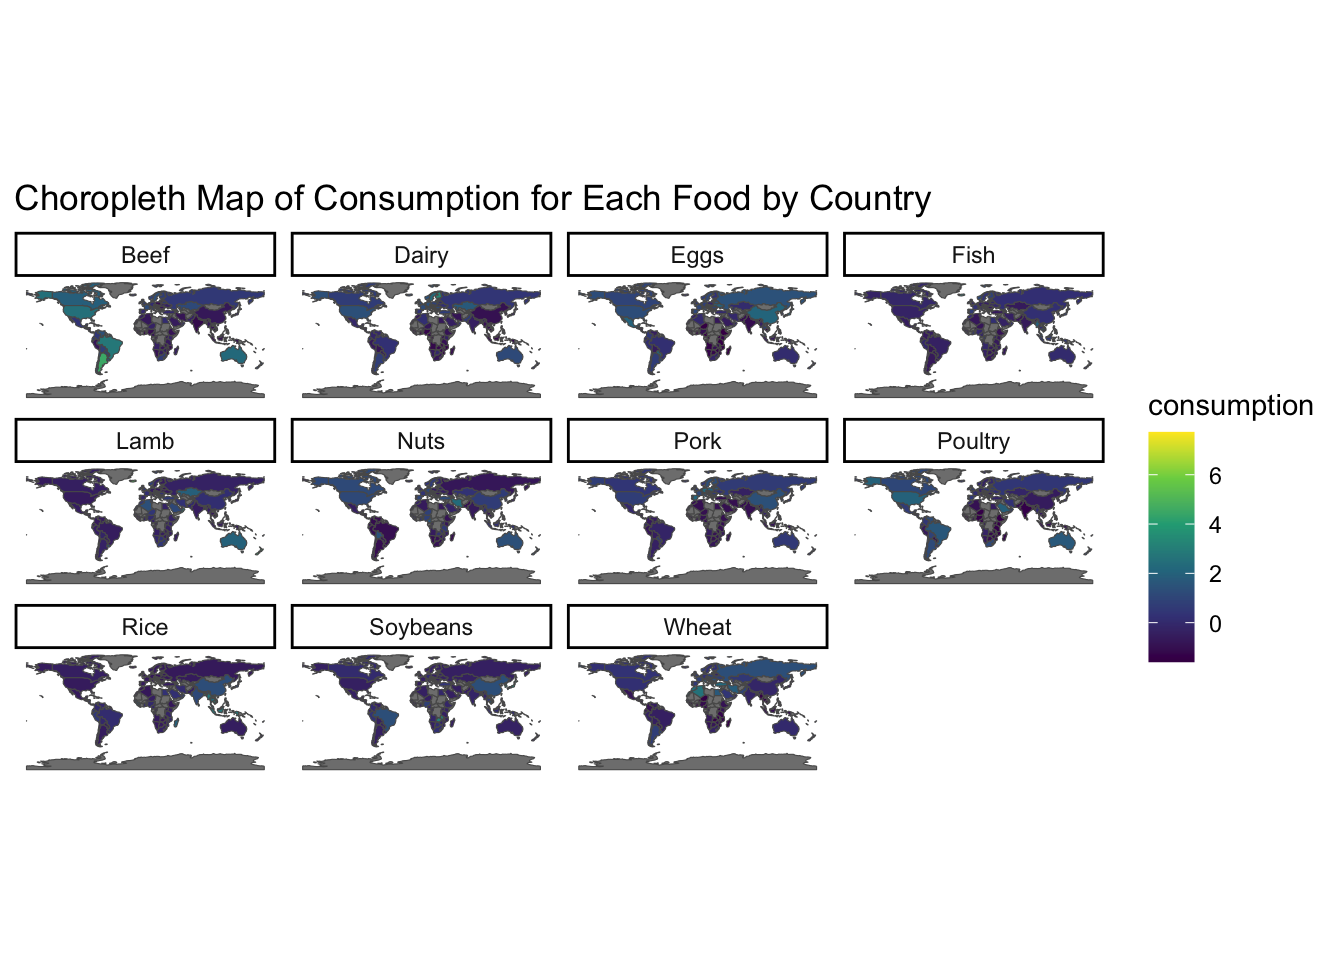 Choropleth Map of Consumption for Each Food by Country
Beef
Dairy
Eggs
Fish
Lamb
Nuts
Pork
Poultry
Rice
Soybeans
Wheat
consumption
6
4
2
0